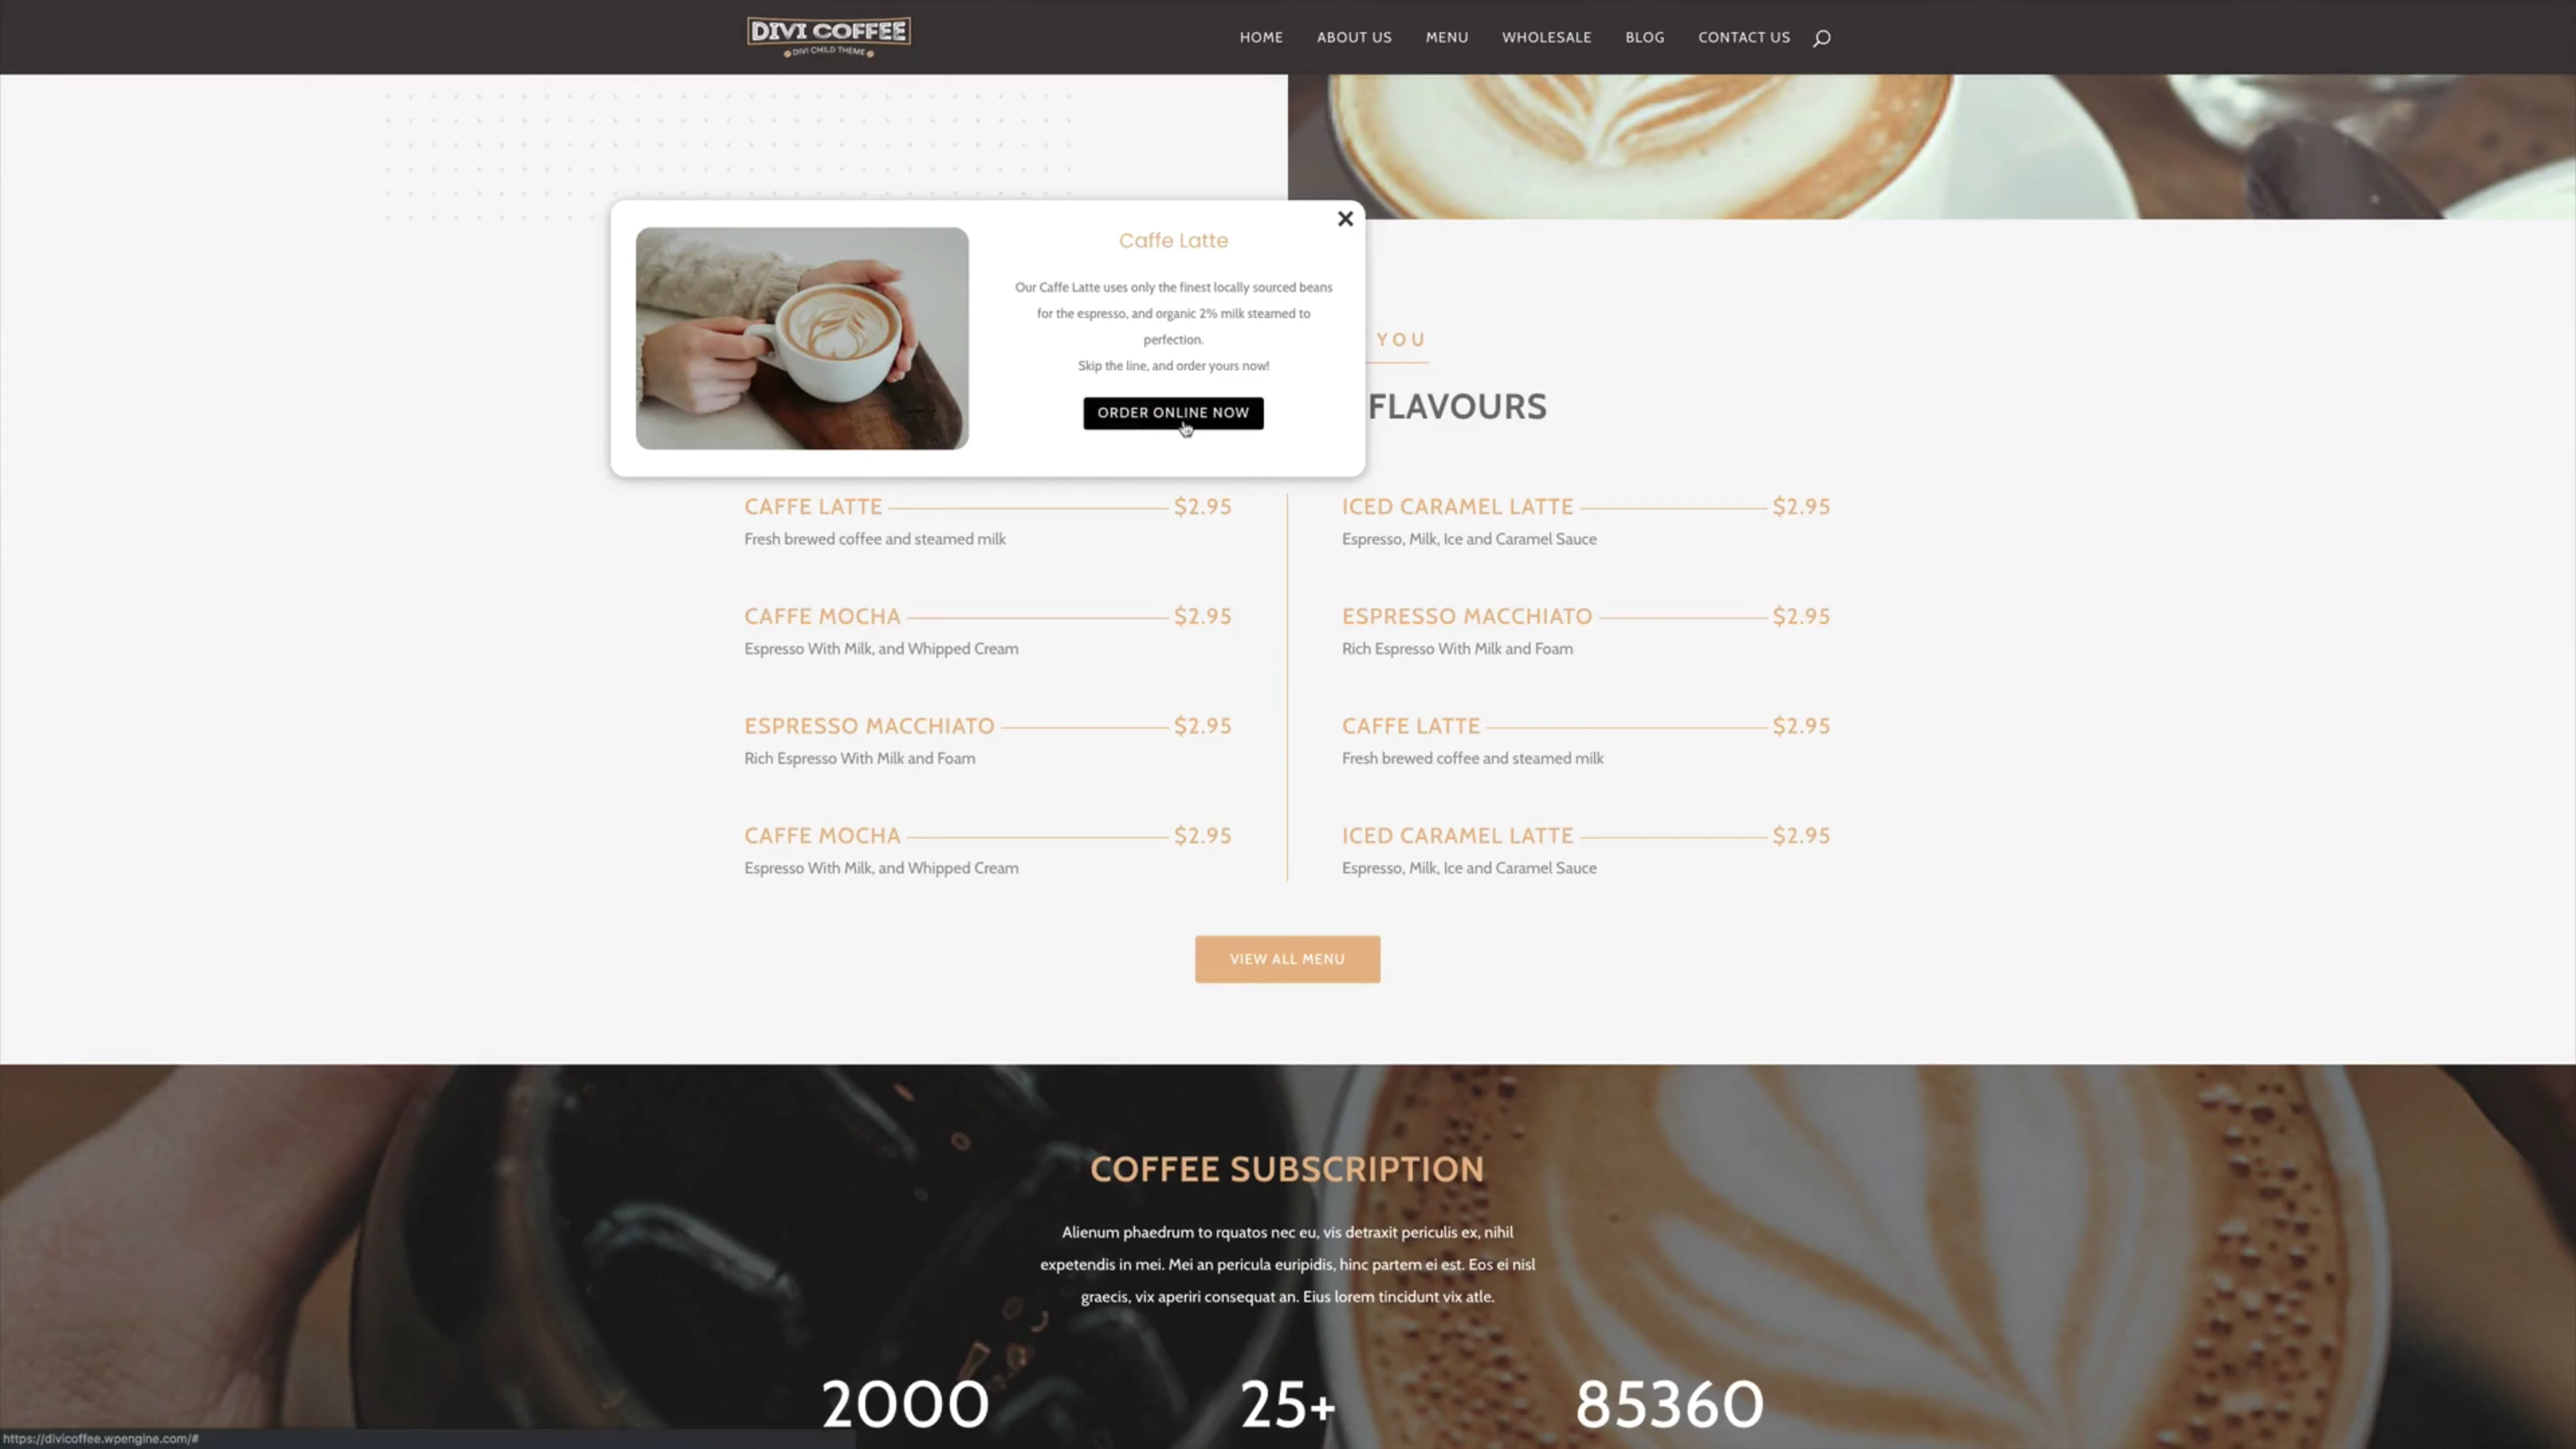 DIVI COFFEE
DIVI CHILD THEME
HOME ABOUT US MENU WHOLESALE BLOG CONTACT US
Caffe Latte
Our Caffe Latte uses only the finest locally sourced beans
for the espresso, and organic 2% milk steamed to
perfection.
Skip the line, and order yours now!
ORDER ONLINE NOW
YOU
FLAVOURS
CAFFE LATTE $2.95
Fresh brewed coffee and steamed milk
CAFFE MOCHA $2.95
Espresso With Milk, and Whipped Cream
ESPRESSO MACCHIATO $2.95
Rich Espresso With Milk and Foam
CAFFE MOCHA $2.95
Espresso With Milk, and Whipped Cream
ICED CARAMEL LATTE $2.95
Espresso, Milk, Ice and Caramel Sauce
ESPRESSO MACCHIATO $2.95
Rich Espresso With Milk and Foam
CAFFE LATTE $2.95
Fresh brewed coffee and steamed milk
ICED CARAMEL LATTE $2.95
Espresso, Milk, Ice and Caramel Sauce
VIEW ALL MENU
COFFEE SUBSCRIPTION
Alienum phaedrum to rquatos nec eu, vis detraxit periculis ex, nihil
expetendis in mei. Mei an pericula euripidis, hinc partem ei est. Eos ei nisl
graecis, vix aperiri consequat an. Eius lorem tincidunt vix atle.
2000 25+ 85360
https://divicoffee.wpengine.com/#